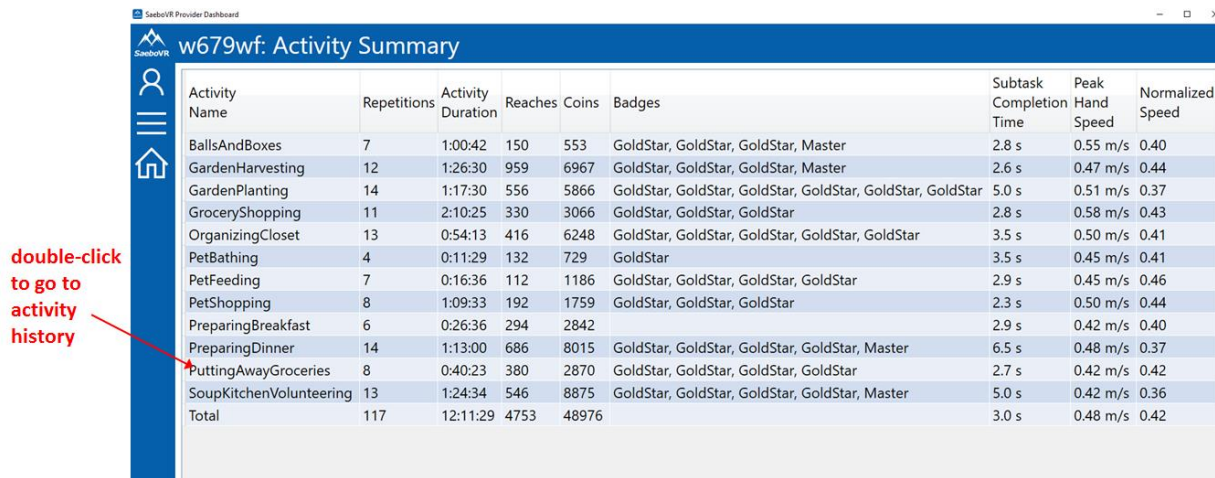 SaeboVR Provider Dashboard
SaeboVR w679wf: Activity Summary
Activity Name Repetitions Activity Duration Reaches Coins Badges Subtask Completion Time Peak Hand Speed Normalized Speed
BallsAndBoxes 7 1:00:42 150 553 GoldStar, GoldStar, GoldStar, Master 2.8 s 0.55 m/s 0.40
GardenHarvesting 12 1:26:30 959 6967 GoldStar, GoldStar, GoldStar, Master 2.6 s 0.47 m/s 0.44
GardenPlanting 14 1:17:30 556 5866 GoldStar, GoldStar, GoldStar, GoldStar, GoldStar, GoldStar 5.0 s 0.51 m/s 0.37
GroceryShopping 11 2:10:25 330 3066 GoldStar, GoldStar, GoldStar 2.8 s 0.58 m/s 0.43
OrganizingCloset 13 0:54:13 416 6248 GoldStar, GoldStar, GoldStar, GoldStar, GoldStar 3.5 s 0.50 m/s 0.41
PetBathing 4 0:11:29 132 729 GoldStar 3.5 s 0.45 m/s 0.41
PetFeeding 7 0:16:36 112 1186 GoldStar, GoldStar, GoldStar, GoldStar 2.9 s 0.45 m/s 0.46
PetShopping 8 1:09:33 192 1759 GoldStar, GoldStar, GoldStar 2.3 s 0.50 m/s 0.44
PreparingBreakfast 6 0:26:36 294 2842 2.9 s 0.42 m/s 0.40
PreparingDinner 14 1:13:00 686 8015 GoldStar, GoldStar, GoldStar, GoldStar, Master 6.5 s 0.48 m/s 0.37
PuttingAwayGroceries 8 0:40:23 380 2870 GoldStar, GoldStar, GoldStar, GoldStar 2.7 s 0.42 m/s 0.42
SoupKitchenVolunteering 13 1:24:34 546 8875 GoldStar, GoldStar, GoldStar, GoldStar, Master 5.0 s 0.42 m/s 0.36
Total 117 12:11:29 4753 48976 3.0 s 0.48 m/s 0.42
double-click
to go to
activity
history